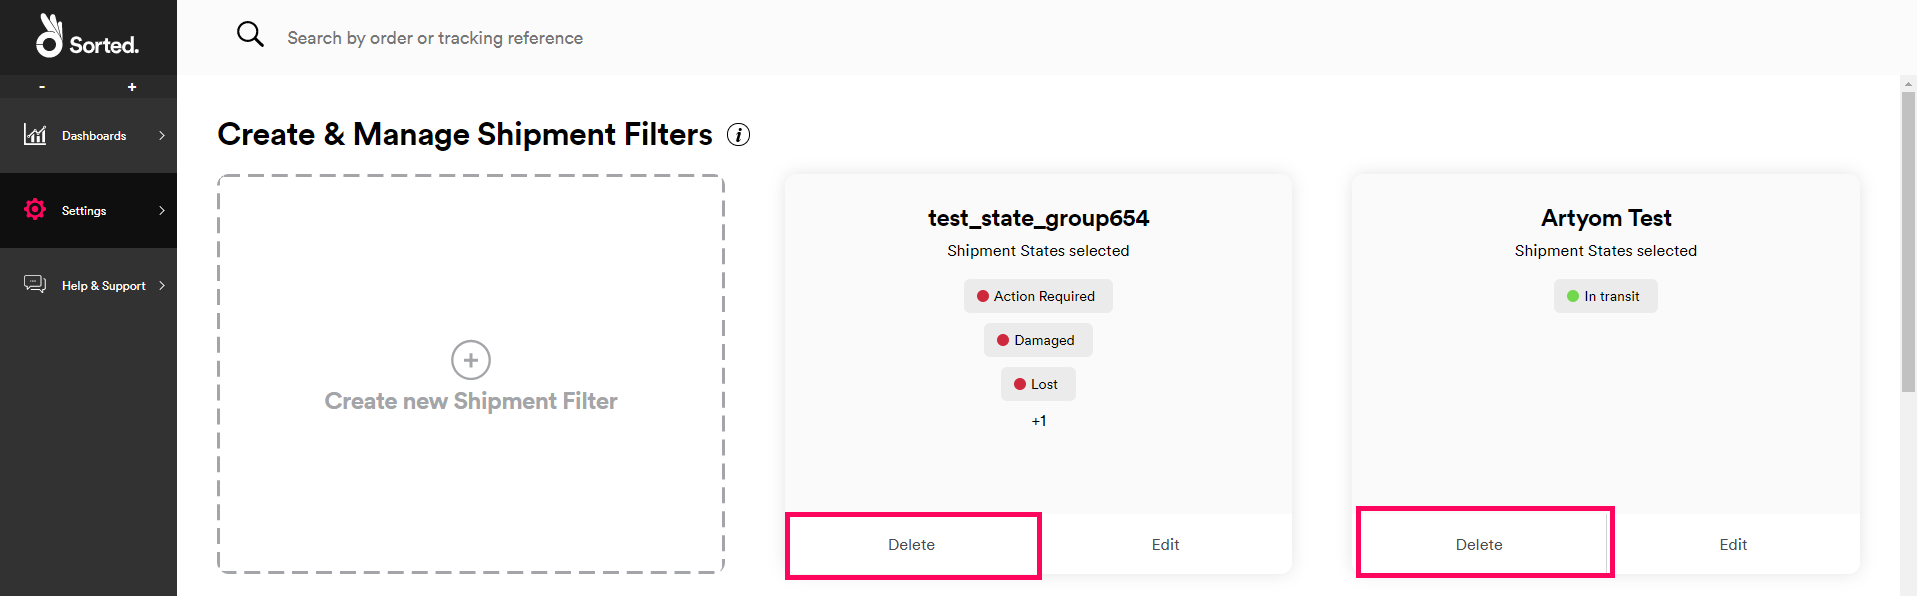 Sorted.
Search by order or tracking reference
- +
Dashboards
Settings
Help & Support
Create & Manage Shipment Filters i
Create new Shipment Filter
test_state_group654
Shipment States selected
Action Required
Damaged
Lost
+1
Delete Edit
Artyom Test
Shipment States selected
In transit
Delete Edit